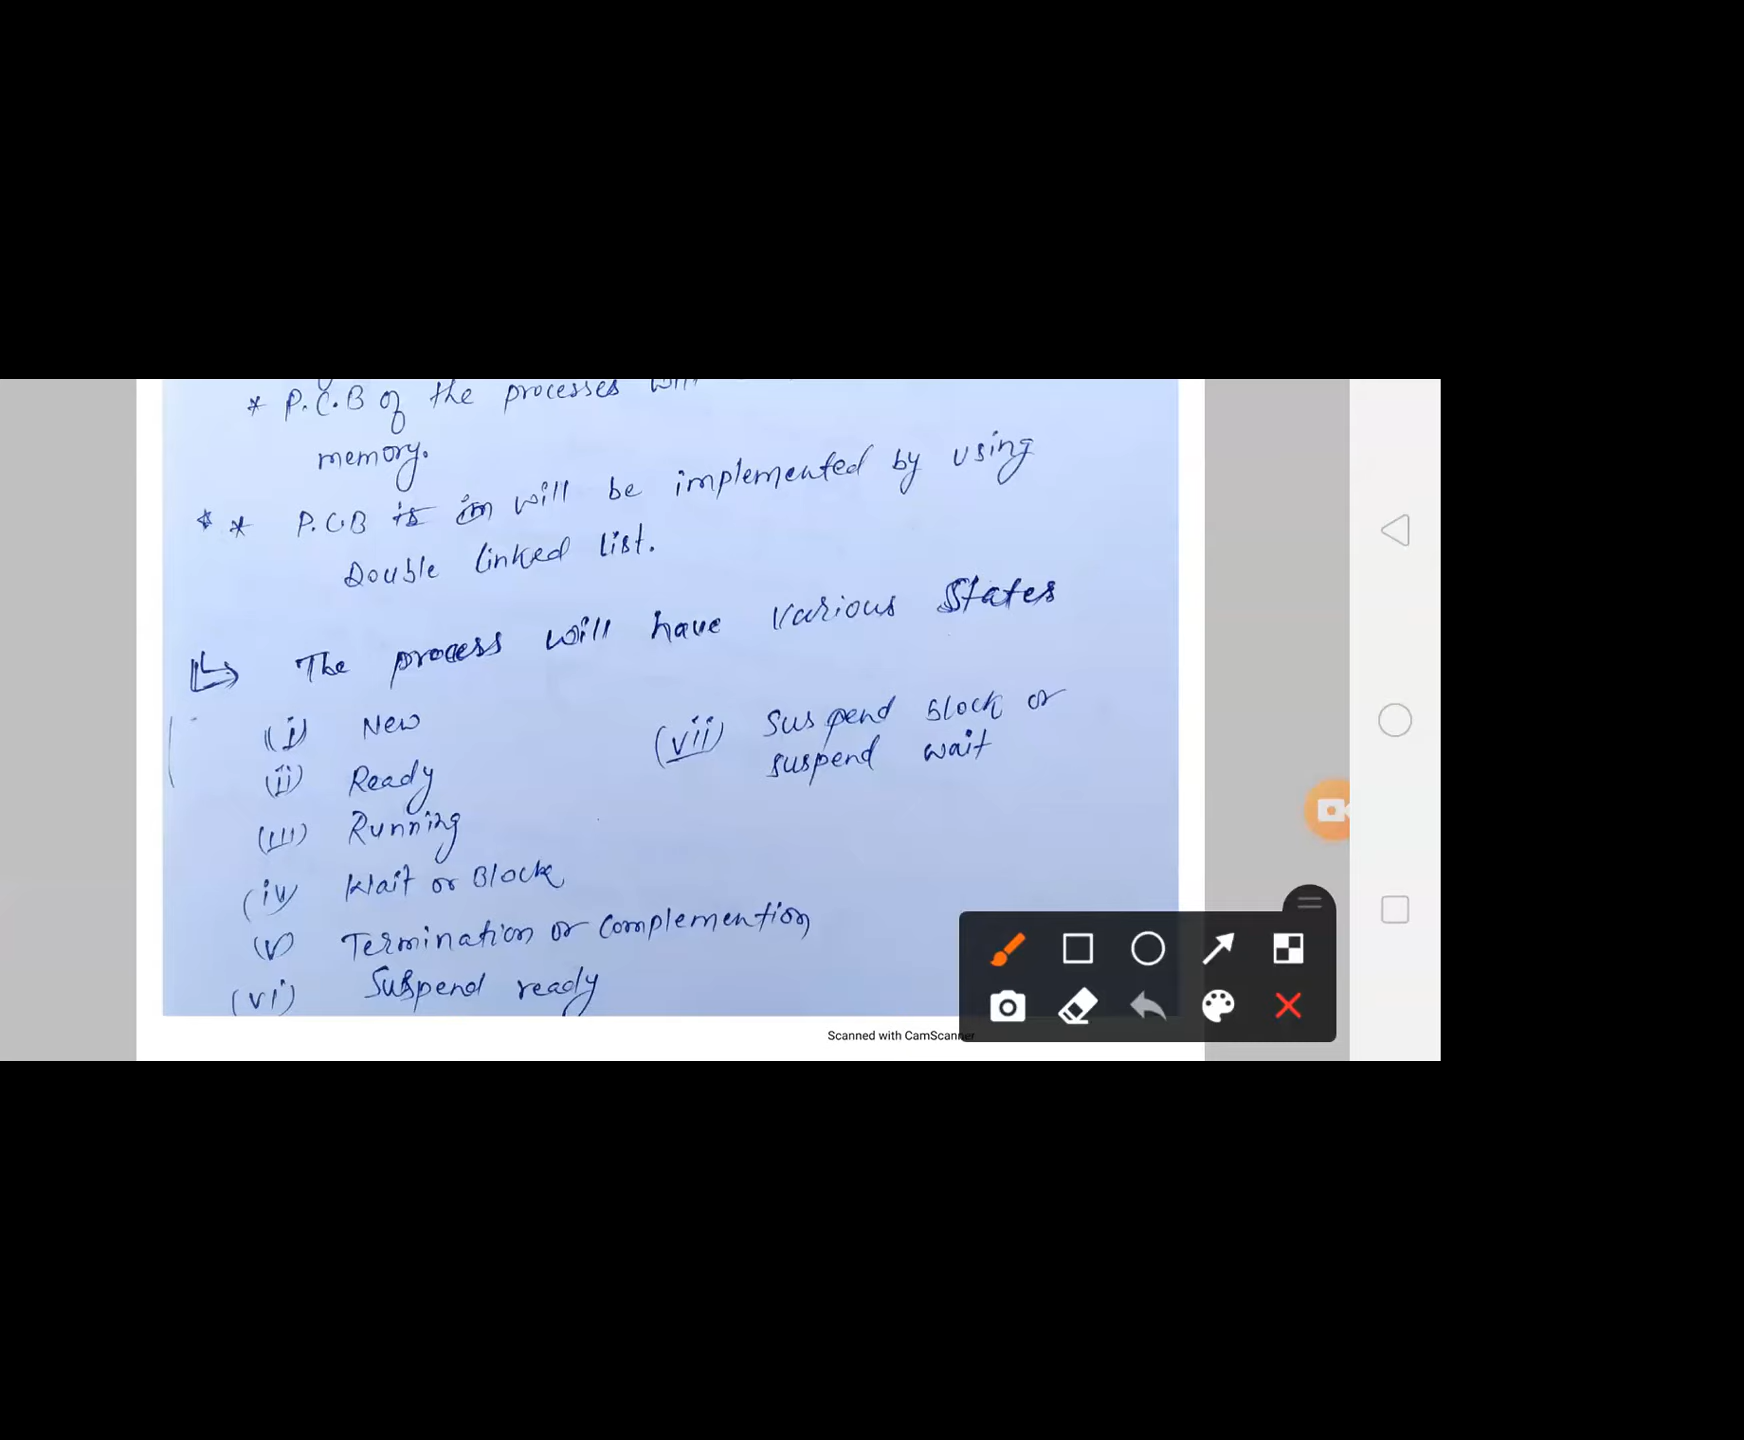 * P.C.B of the processes will
memory.
* * P.C.B is in will be implemented by using
Double linked list.
The process will have various States
(i) New
(ii) Ready
(iii) Running
(iv) Wait or Block
(v) Termination or Complemention
(vi) Suspend ready
(vii) Suspend block or
suspend wait
Scanned with CamScanner